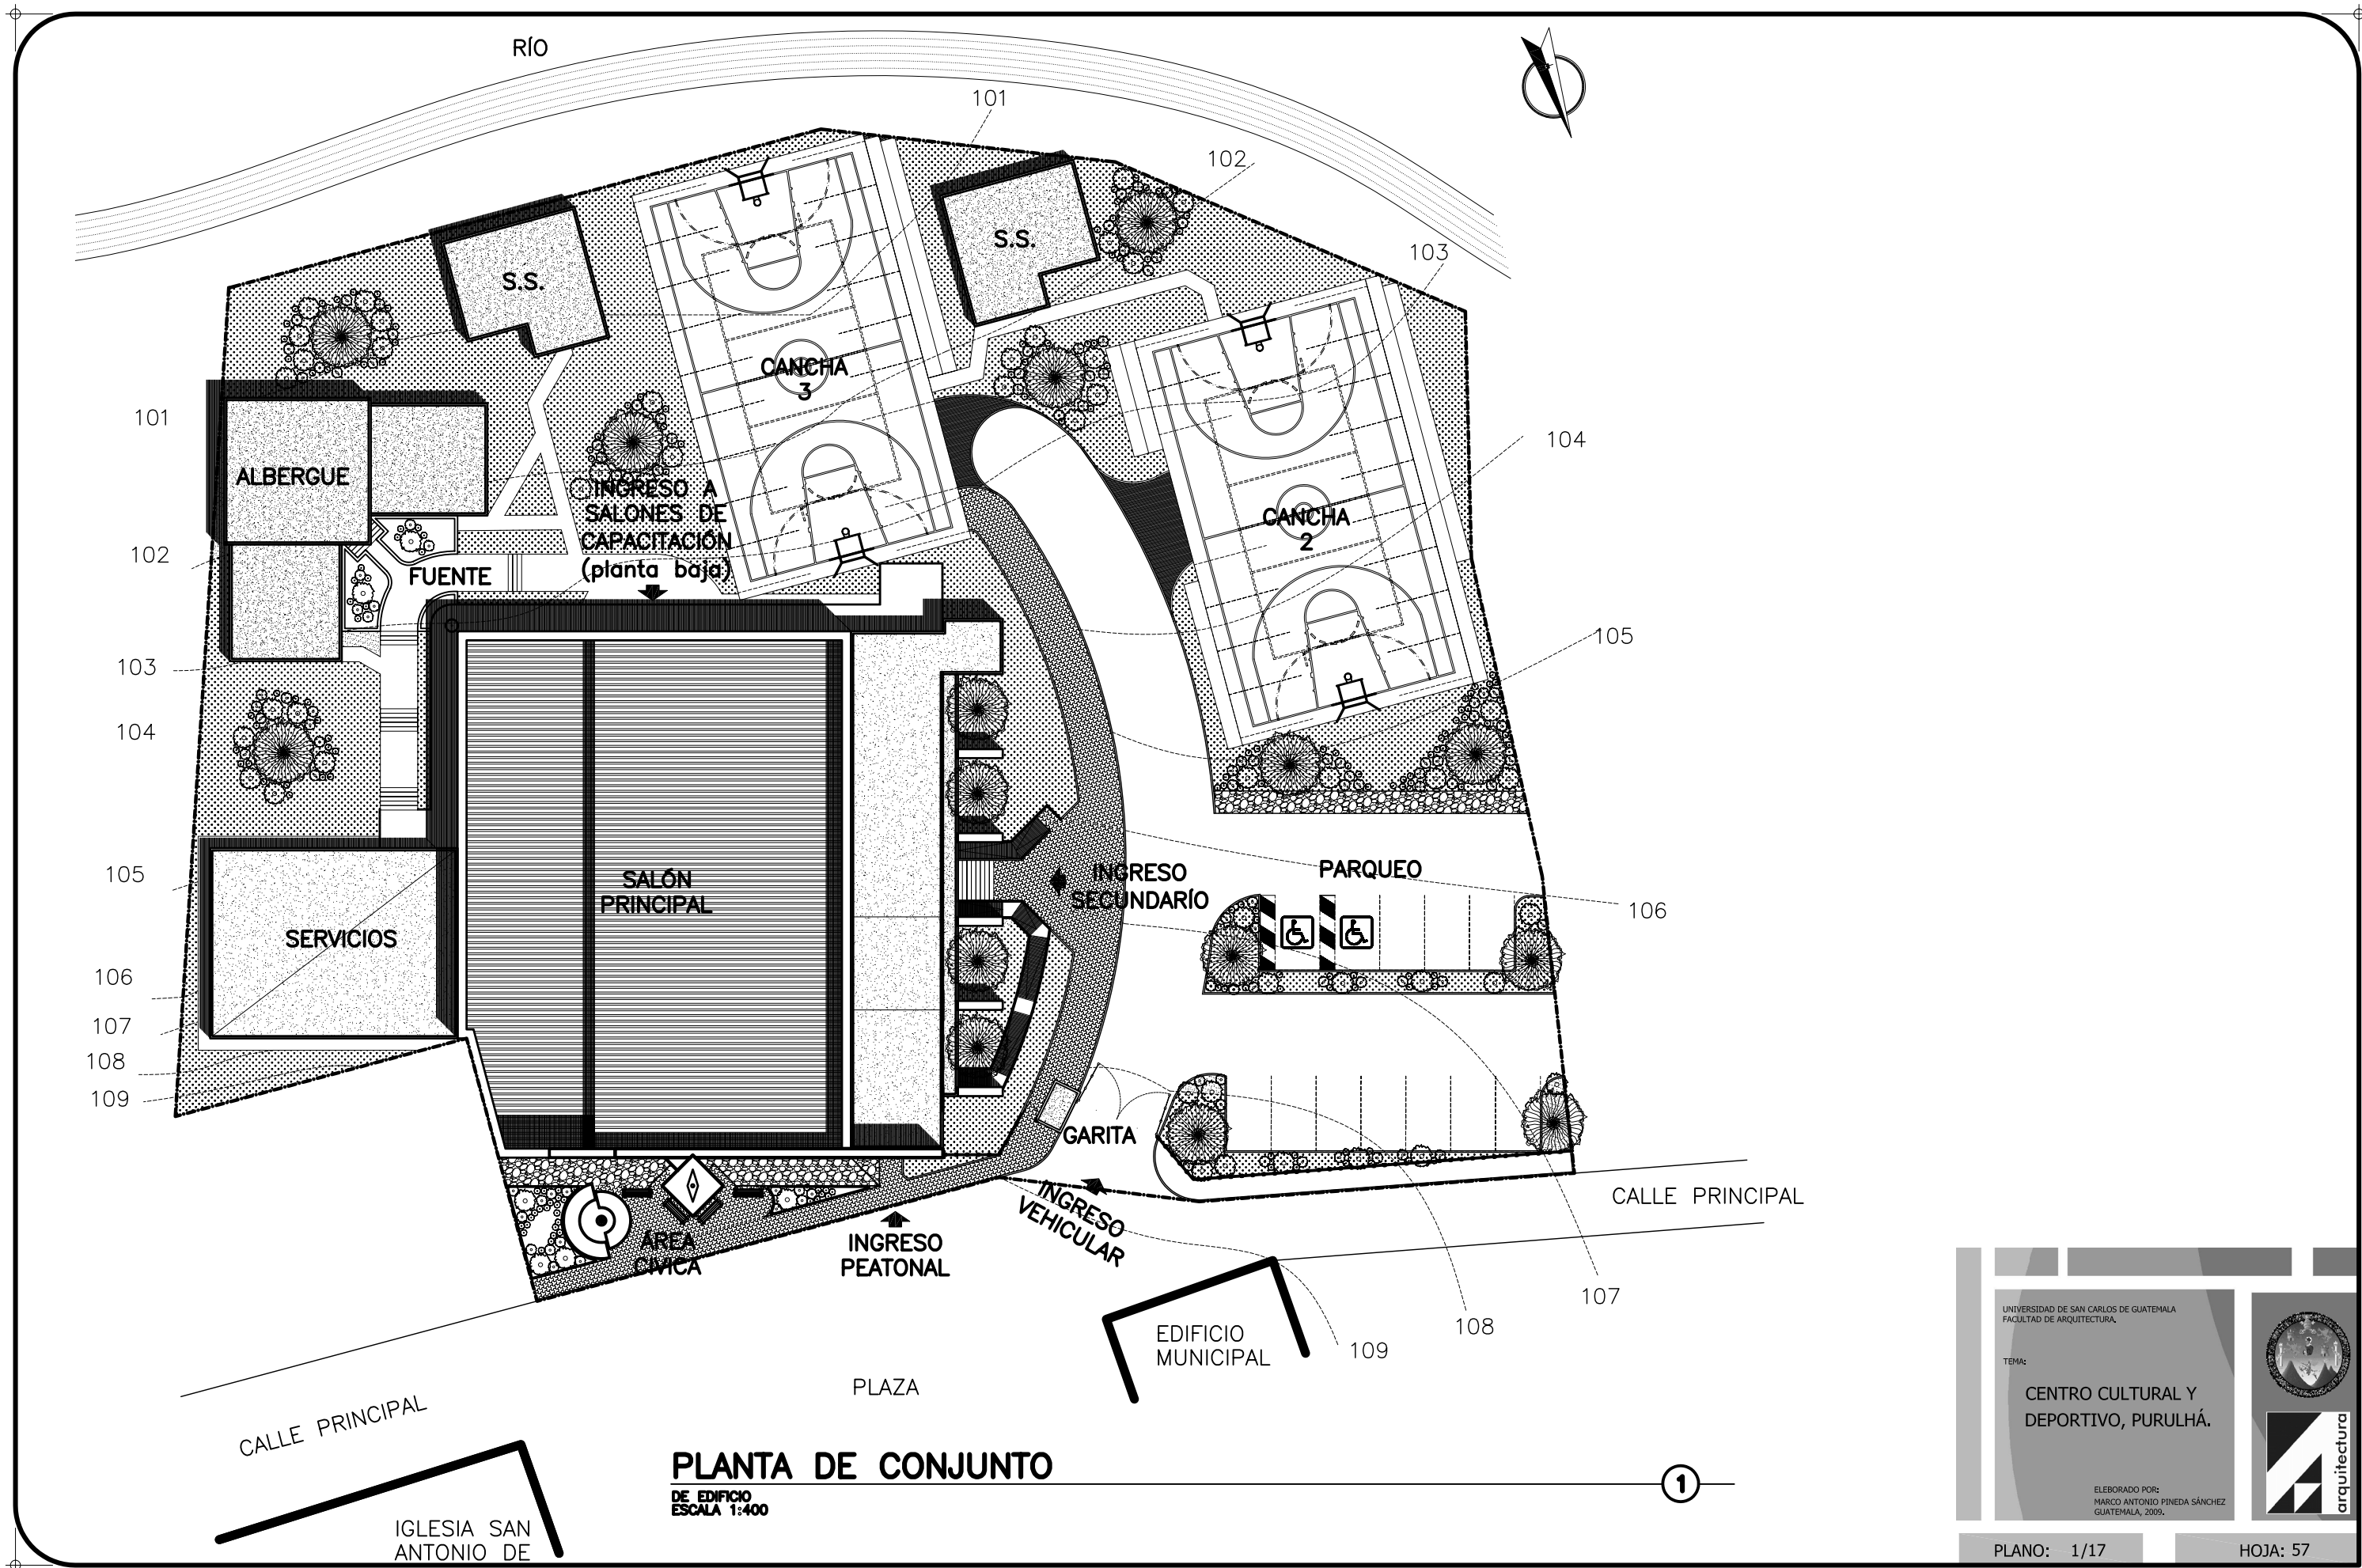 RÍO
101
102
103
S.S.
S.S.
CANCHA
3
104
101
ALBERGUE
INGRESO A
SALONES DE
CAPACITACIÓN
(planta baja)
CANCHA
2
102
FUENTE
105
103
104
SALÓN
PRINCIPAL
INGRESO
SECUNDARÍO
PARQUEO
105
106
SERVICIOS
106
107
108
109
GARITA
CALLE PRINCIPAL
INGRESO
VEHICULAR
ÁREA
CÍVICA
INGRESO
PEATONAL
107
108
109
EDIFICIO
MUNICIPAL
PLAZA
CALLE PRINCIPAL
IGLESIA SAN
ANTONIO DE
PLANTA DE CONJUNTO
DE EDIFICIO
ESCALA 1:400
1
UNIVERSIDAD DE SAN CARLOS DE GUATEMALA
FACULTAD DE ARQUITECTURA.
TEMA:
CENTRO CULTURAL Y
DEPORTIVO, PURULHÁ.
ELEBORADO POR:
MARCO ANTONIO PINEDA SÁNCHEZ
GUATEMALA, 2009.
arquitectura
PLANO: 1/17
HOJA: 57